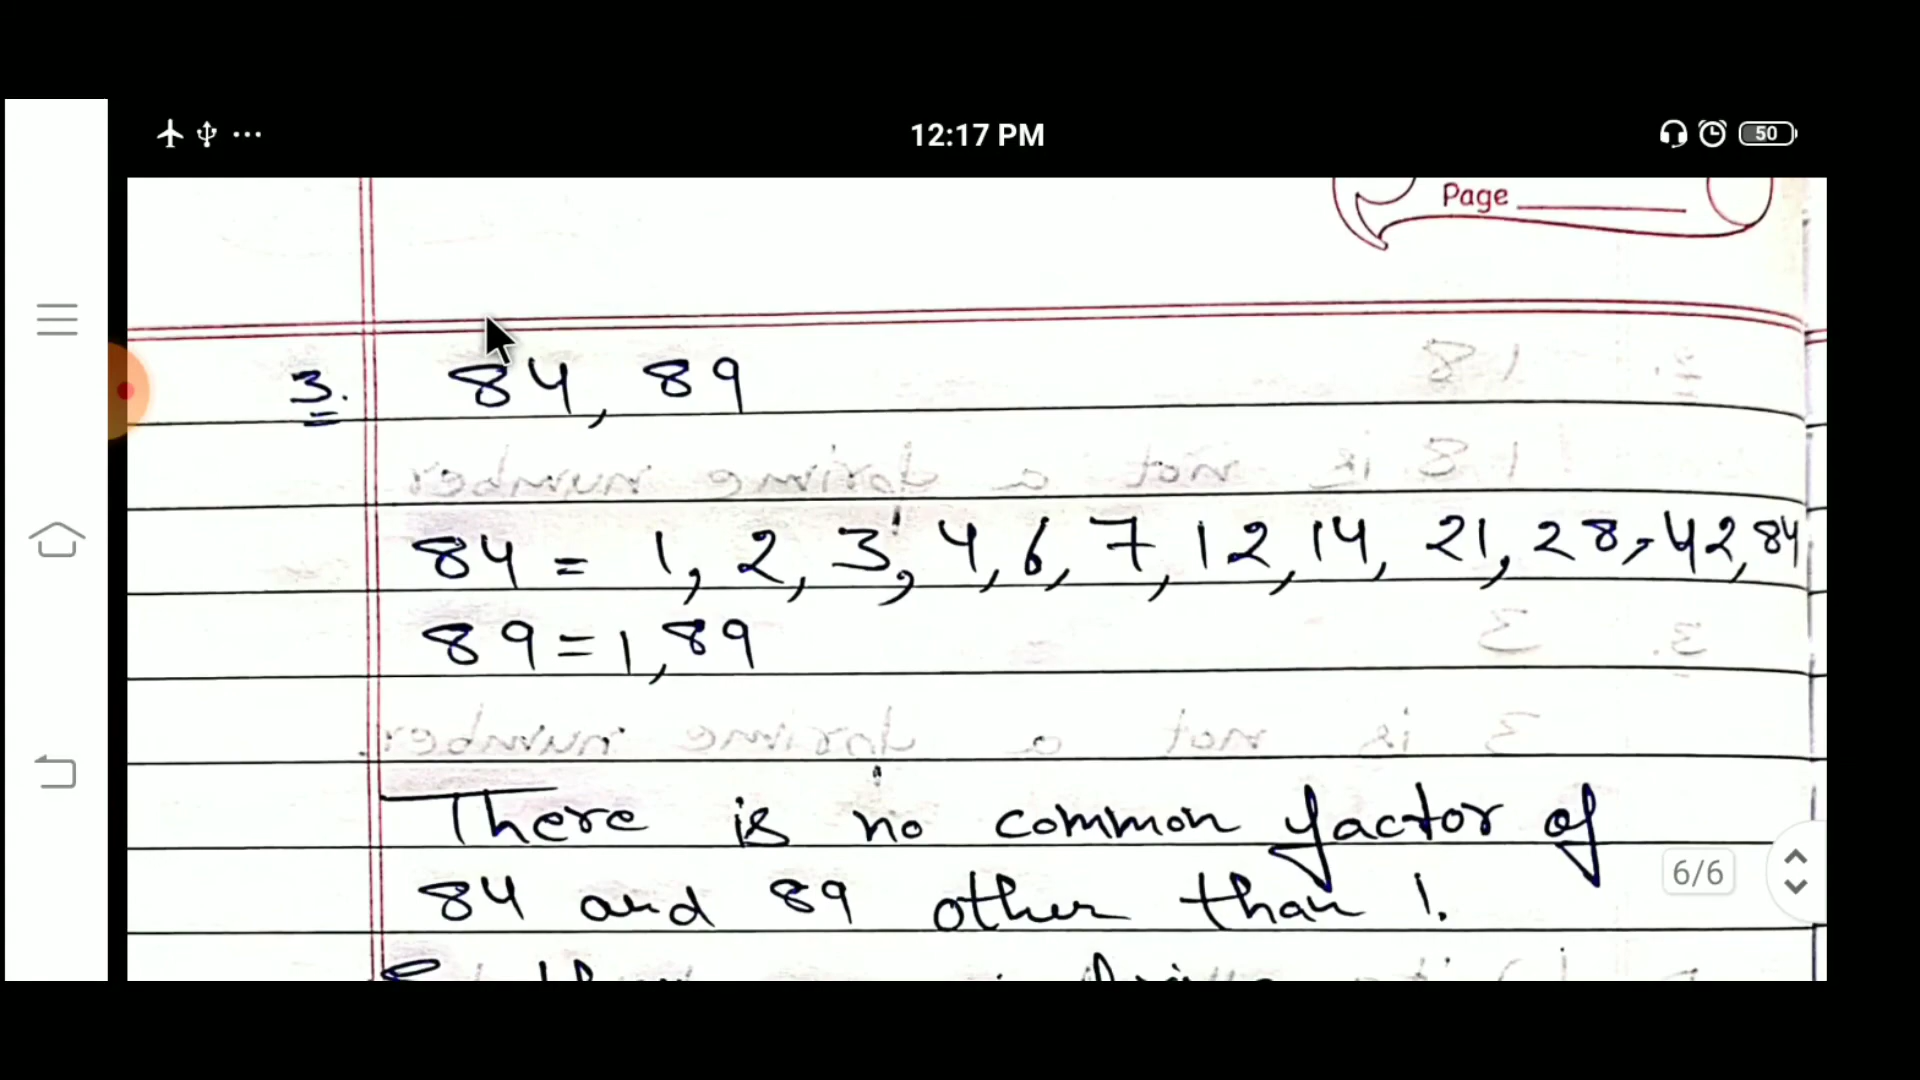 12:17 PM
50
Page
3. 84, 89
84 = 1, 2, 3, 4, 6, 7, 12, 14, 21, 28, 42, 84
89 = 1, 89
There is no common factor of
84 and 89 other than 1.
6/6